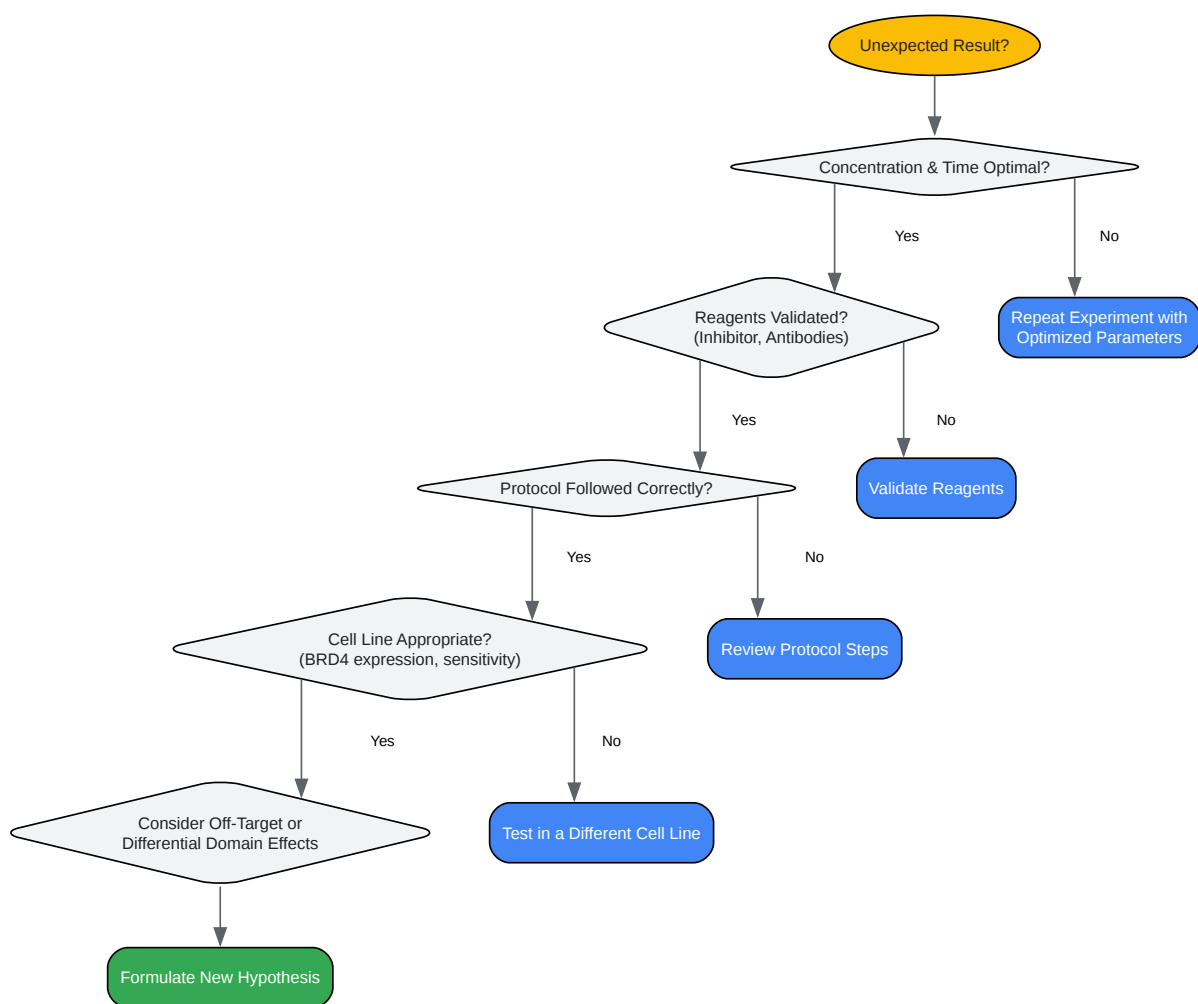 Unexpected Result?
Concentration & Time Optimal?
Yes
No
Reagents Validated?
(Inhibitor, Antibodies)
Repeat Experiment with
Optimized Parameters
Yes
No
Protocol Followed Correctly?
Validate Reagents
Yes
No
Cell Line Appropriate?
(BRD4 expression, sensitivity)
Review Protocol Steps
Yes
No
Consider Off-Target or
Differential Domain Effects
Test in a Different Cell Line
Formulate New Hypothesis